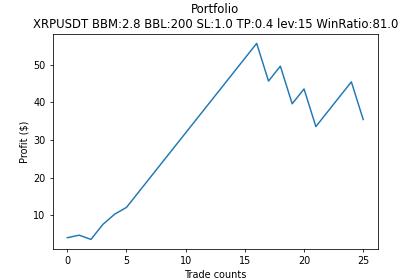 Portfolio
XRPUSDT BBM:2.8 BBL:200 SL:1.0 TP:0.4 lev:15 WinRatio:81.0
50
40
30
20
10
Profit ($)
0 5 10 15 20 25
Trade counts